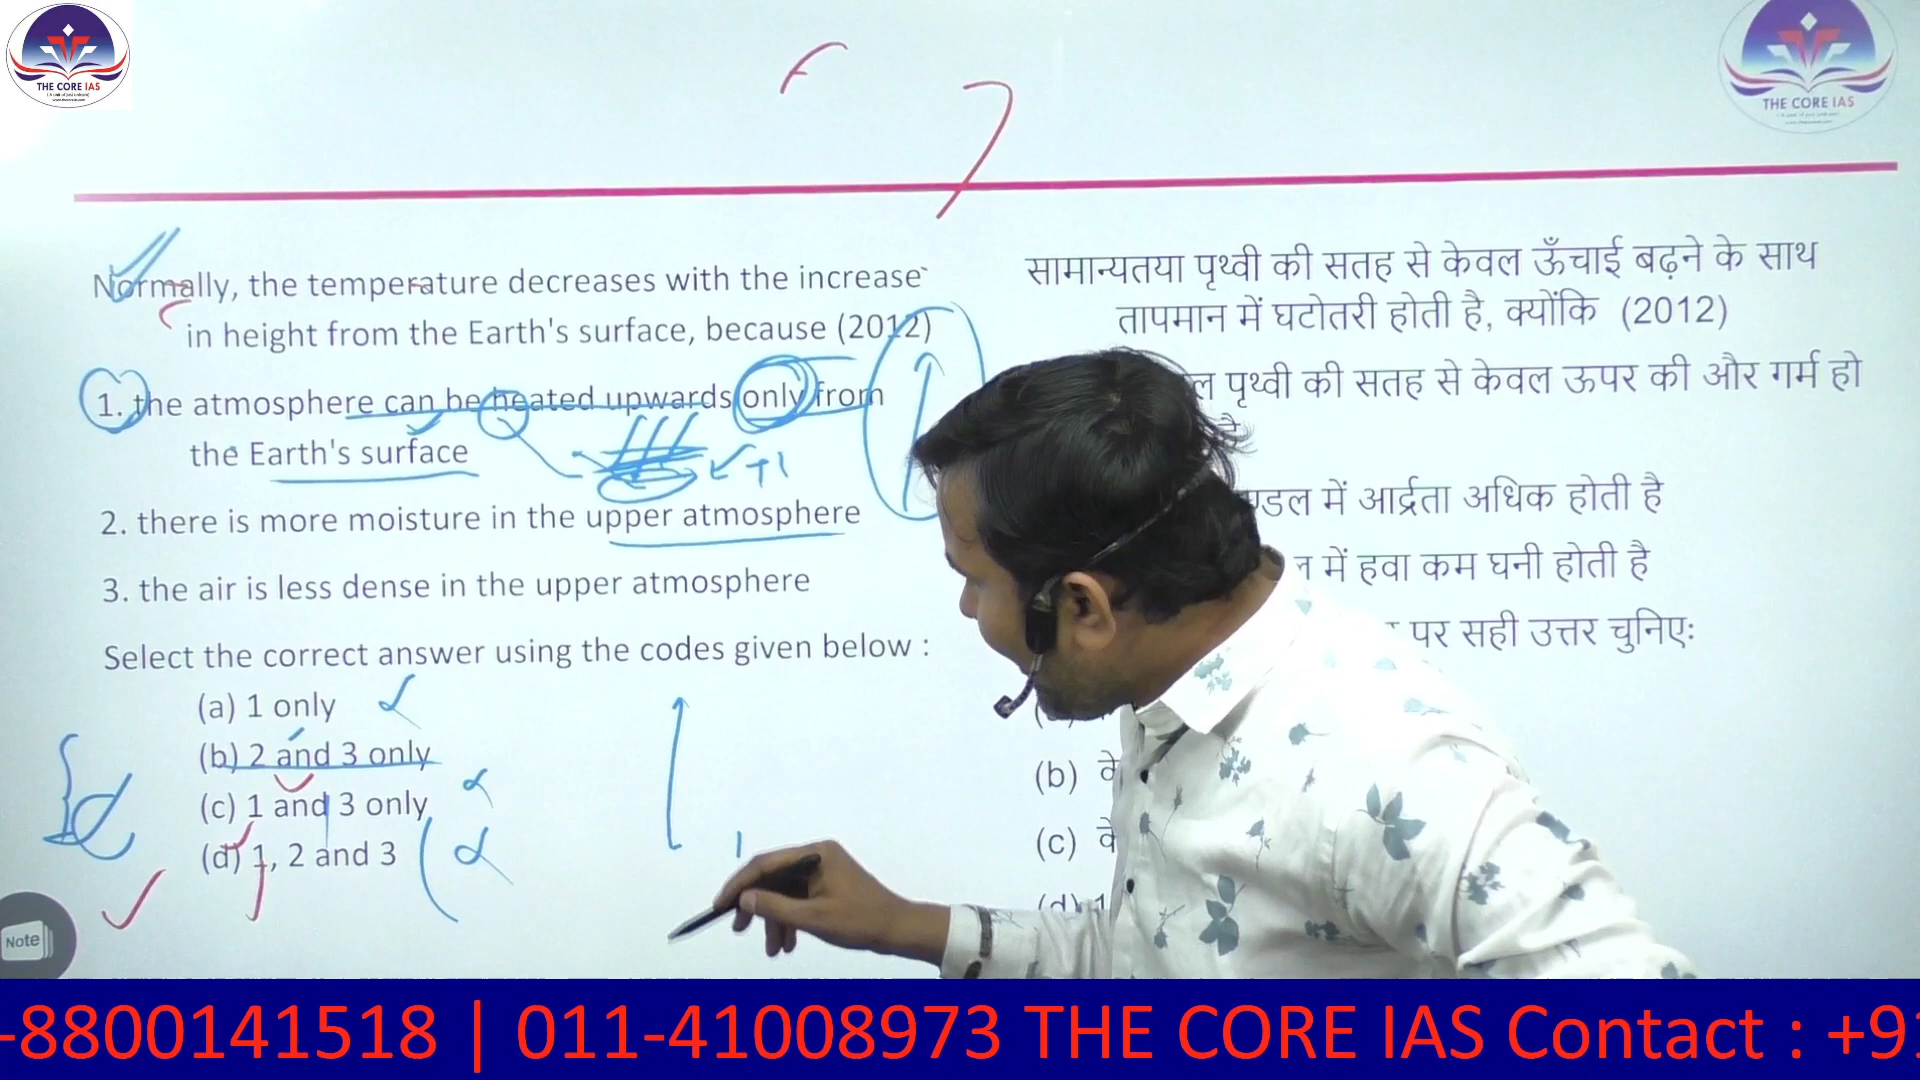 THE CORE IAS
THE CORE IAS
Normally, the temperature decreases with the increase
in height from the Earth's surface, because (2012)
1. the atmosphere can be heated upwards only from
the Earth's surface
2. there is more moisture in the upper atmosphere
3. the air is less dense in the upper atmosphere
Select the correct answer using the codes given below :
(a) 1 only
(b) 2 and 3 only
(c) 1 and 3 only
(d) 1, 2 and 3
सामान्यतया पृथ्वी की सतह से केवल ऊँचाई बढ़ने के साथ
तापमान में घटोतरी होती है, क्योंकि (2012)
पृथ्वी की सतह से केवल ऊपर की और गर्म हो
है
में आर्द्रता अधिक होती है
में हवा कम घनी होती है
पर सही उत्तर चुनिए:
(b)
(c)
(d) 1
Note
-8800141518 | 011-41008973 THE CORE IAS Contact : +91